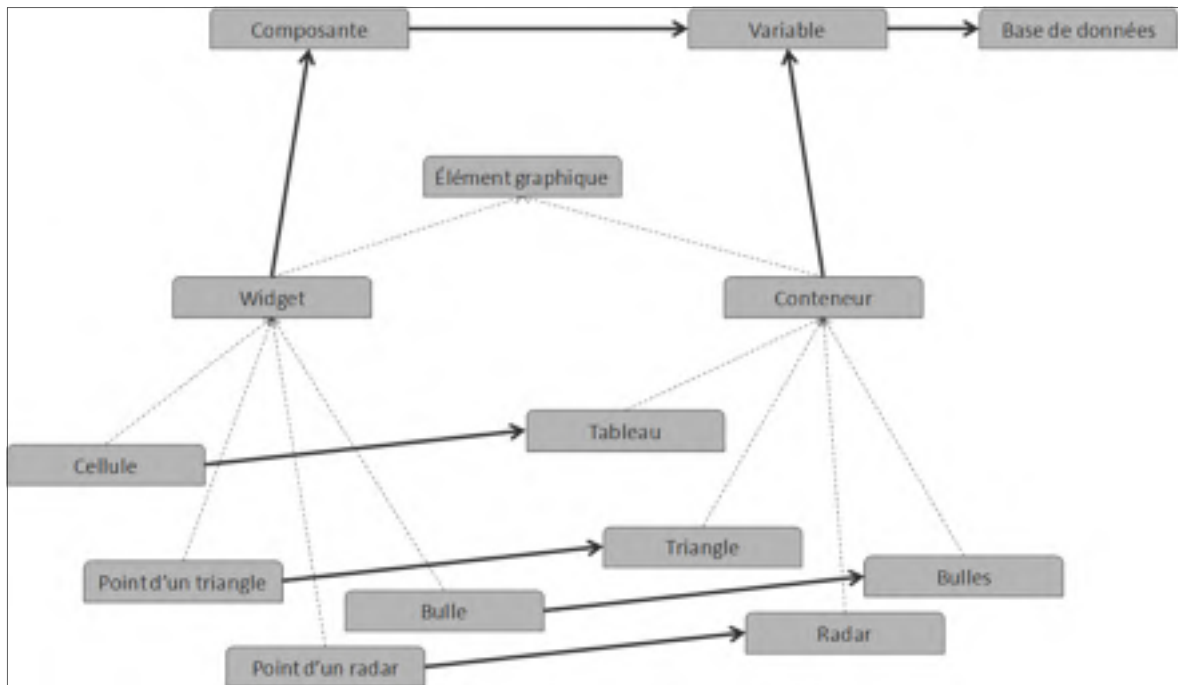 Composante
Variable
Base de données
Élément graphique
Widget
Conteneur
Tableau
Cellule
Triangle
Point d'un triangle
Bulles
Bulle
Radar
Point d'un radar